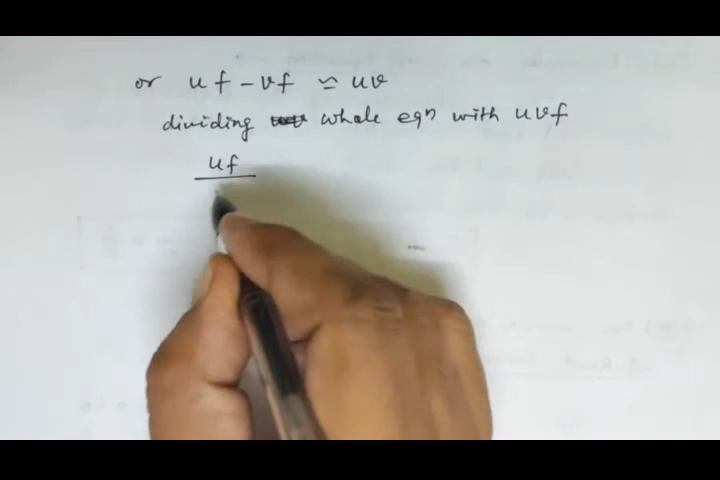 or uf - vf ≃ uv
dividing whole eqn with uvf
uf